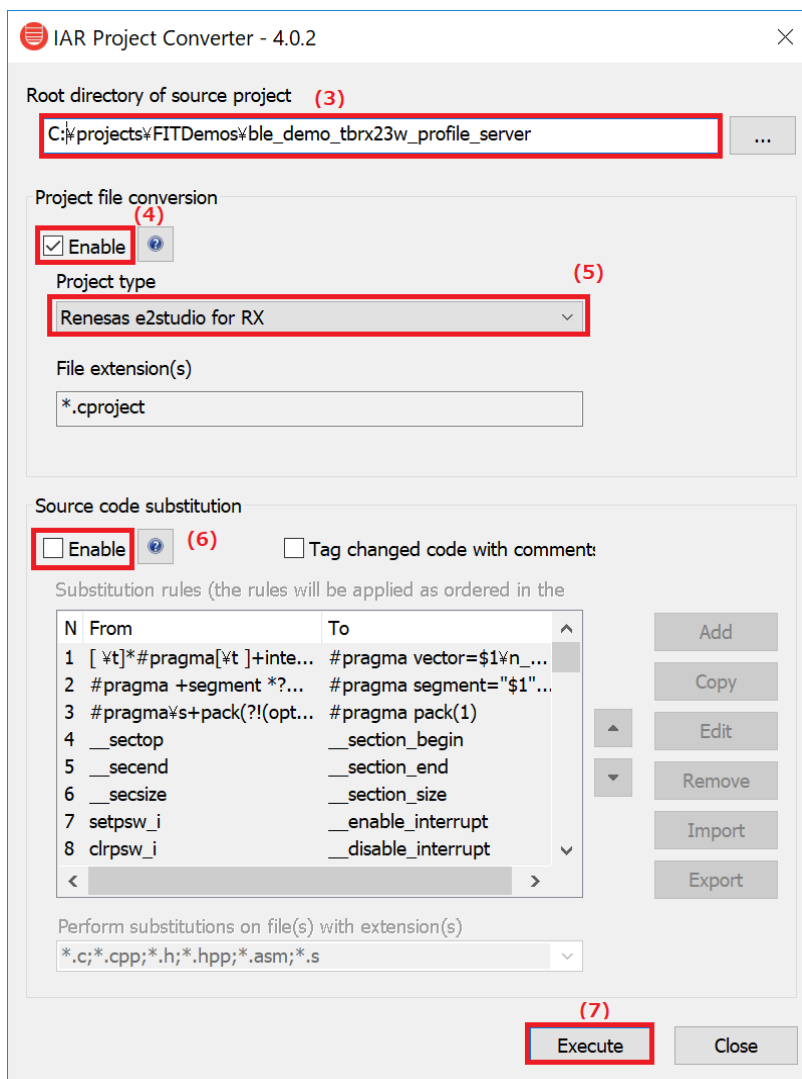 IAR Project Converter - 4.0.2
Root directory of source project (3)
C:¥projects¥FITDemos¥ble_demo_tbrx23w_profile_server ...
Project file conversion
(4)
Enable
Project type (5)
Renesas e2studio for RX
File extension(s)
*.cproject
Source code substitution
Enable (6) Tag changed code with comments
Substitution rules (the rules will be applied as ordered in the
N From To
1 [ ¥t]*#pragma[¥t ]+inte... #pragma vector=$1¥n_...
2 #pragma +segment *?... #pragma segment="$1"...
3 #pragma¥s+pack(?!(opt... #pragma pack(1)
4 __sectop __section_begin
5 __secend __section_end
6 __secsize __section_size
7 setpsw_i __enable_interrupt
8 clrpsw_i __disable_interrupt
Add
Copy
Edit
Remove
Import
Export
Perform substitutions on file(s) with extension(s)
*.c;*.cpp;*.h;*.hpp;*.asm;*.s
(7)
Execute Close